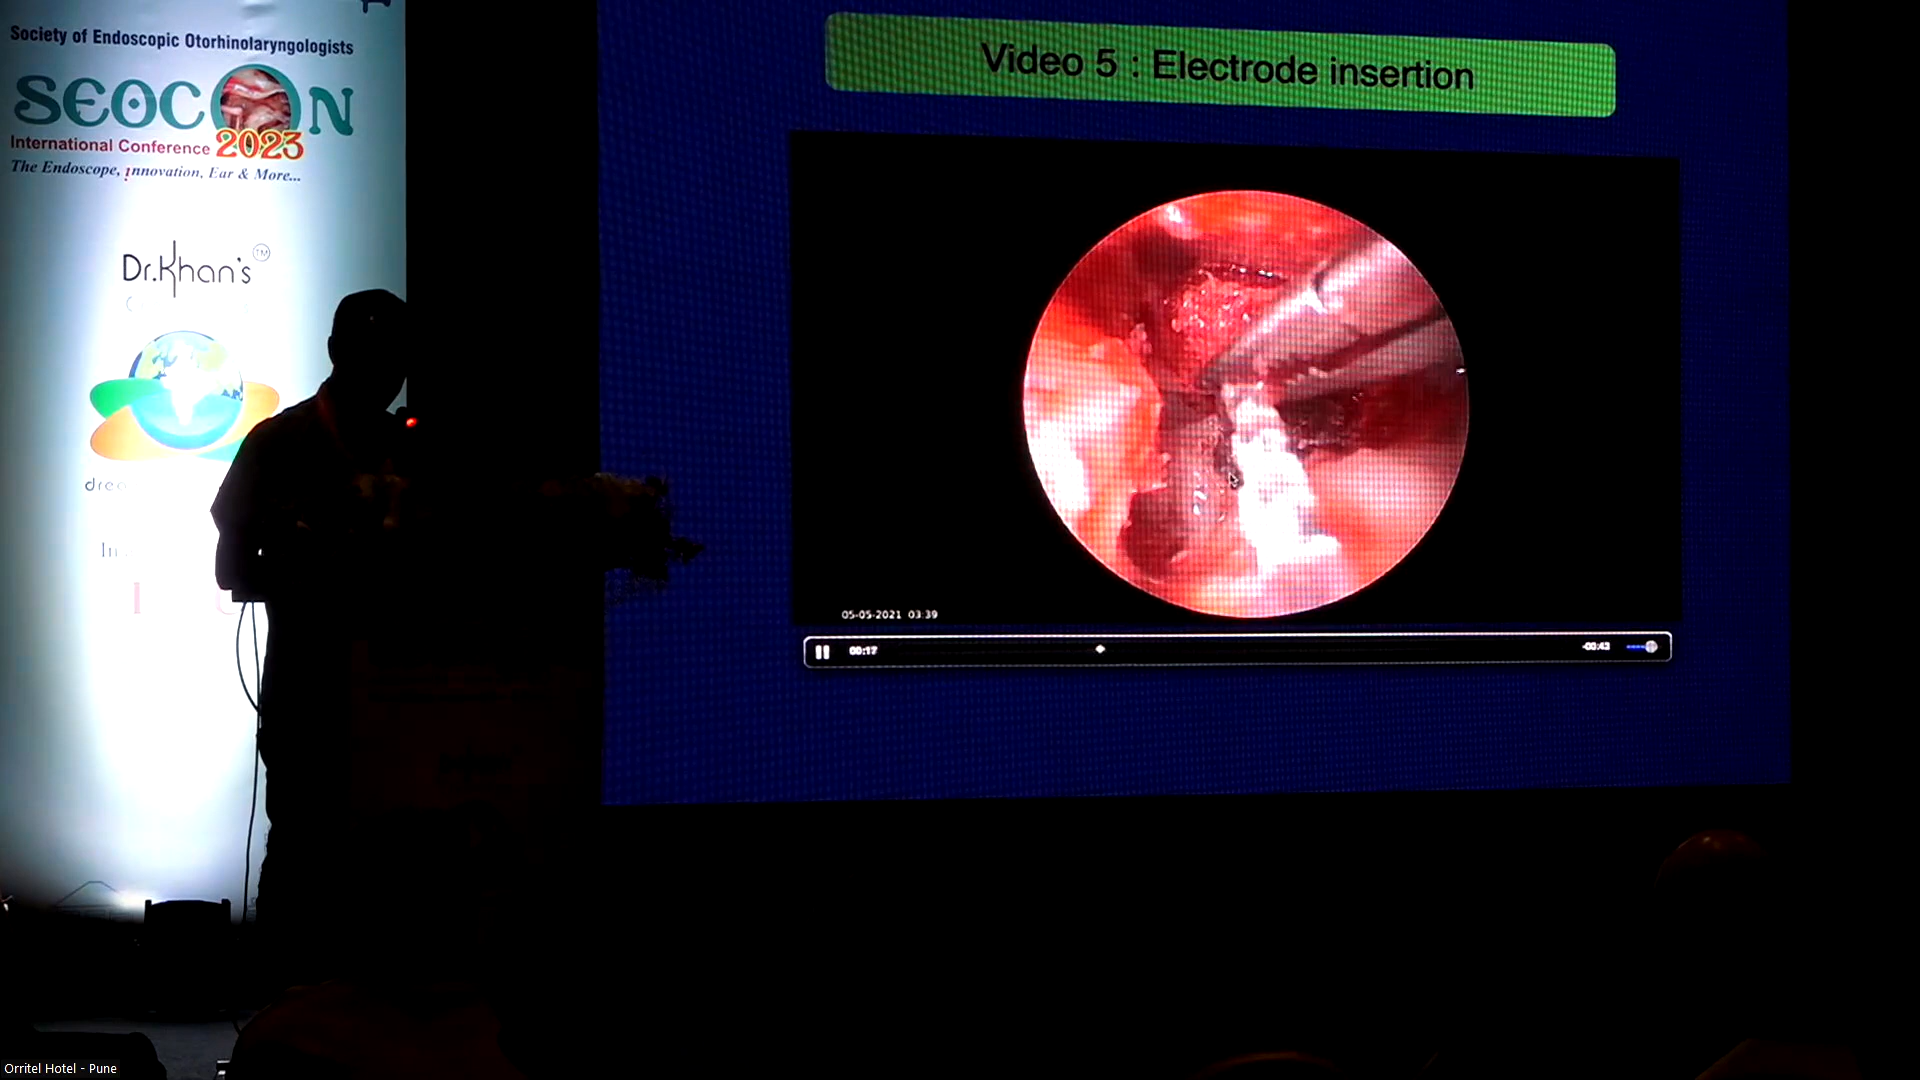 Society of Endoscopic Otorhinolaryngologists
SEOCON
International Conference 2023
The Endoscope, innovation, Ear & More...
Dr.Khan's TM
Video 5 : Electrode insertion
05-05-2021 03:39
00:17
-00:43
Orritel Hotel - Pune